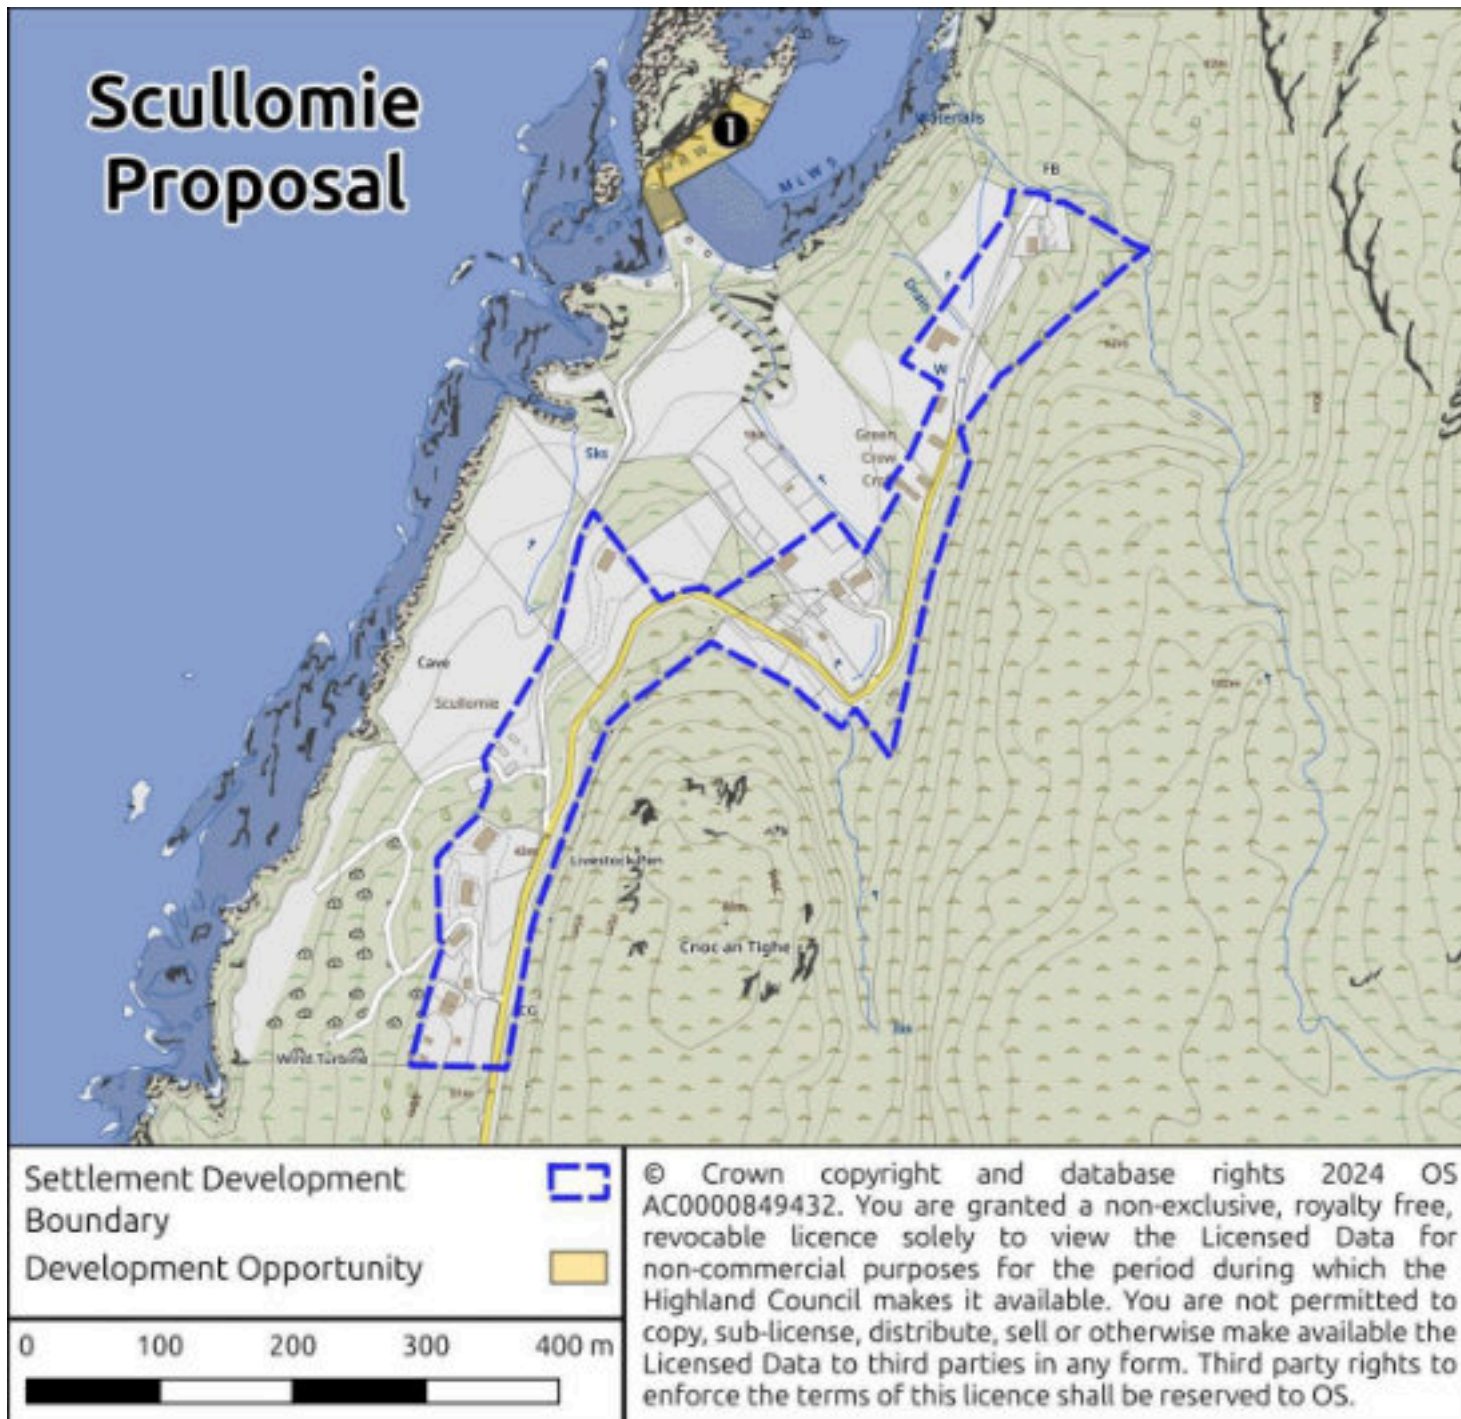 Scullomie
Proposal
1
Waterfalls
FB
MLWS
Drain
W
Green
Crow
Sks
Cave
Scullomie
Livestock Pen
Cnoc an Tighe
CG
Wind Turbine
Settlement Development
Boundary
Development Opportunity
0 100 200 300 400 m
© Crown copyright and database rights 2024 OS
AC0000849432. You are granted a non-exclusive, royalty free,
revocable licence solely to view the Licensed Data for
non-commercial purposes for the period during which the
Highland Council makes it available. You are not permitted to
copy, sub-license, distribute, sell or otherwise make available the
Licensed Data to third parties in any form. Third party rights to
enforce the terms of this licence shall be reserved to OS.